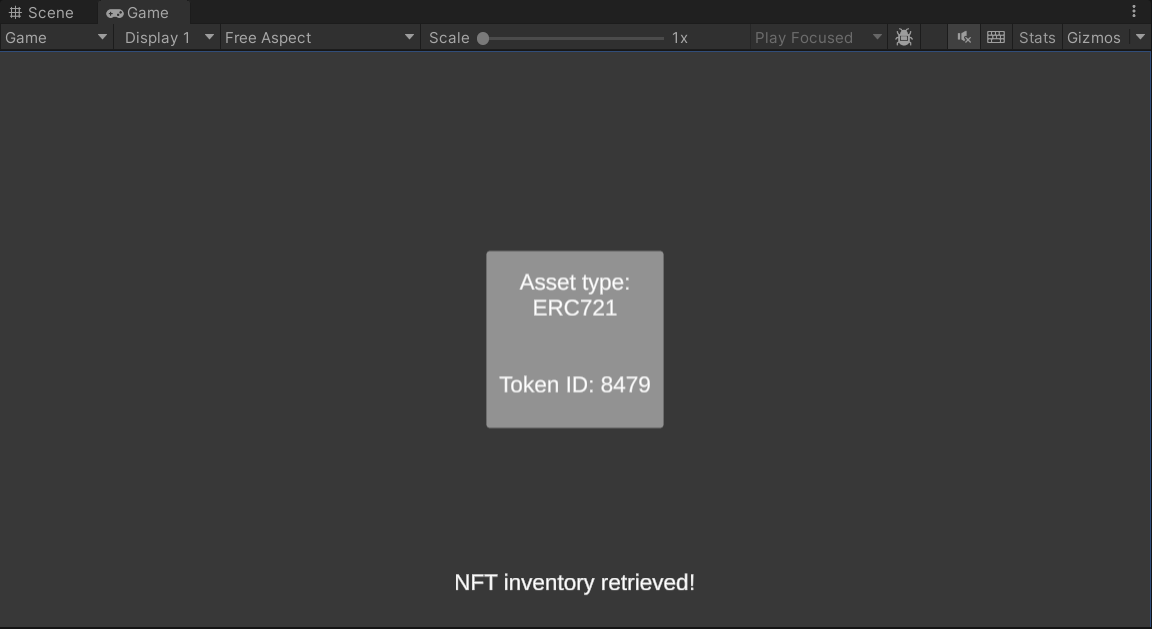 Scene Game
Game Display 1 Free Aspect Scale 1x Play Focused Stats Gizmos
Asset type:
ERC721
Token ID: 8479
NFT inventory retrieved!